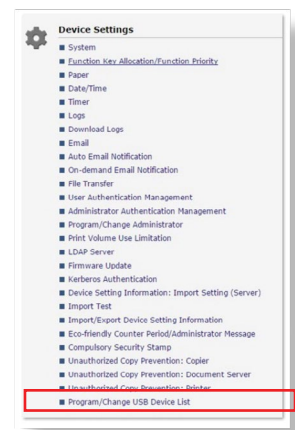 Device Settings
System
Function Key Allocation/Function Priority
Paper
Date/Time
Timer
Logs
Download Logs
Email
Auto Email Notification
On-demand Email Notification
File Transfer
User Authentication Management
Administrator Authentication Management
Program/Change Administrator
Print Volume Use Limitation
LDAP Server
Firmware Update
Kerberos Authentication
Device Setting Information: Import Setting (Server)
Import Test
Import/Export Device Setting Information
Eco-friendly Counter Period/Administrator Message
Compulsory Security Stamp
Unauthorized Copy Prevention: Copier
Unauthorized Copy Prevention: Document Server
Unauthorized Copy Prevention: Printer
Program/Change USB Device List